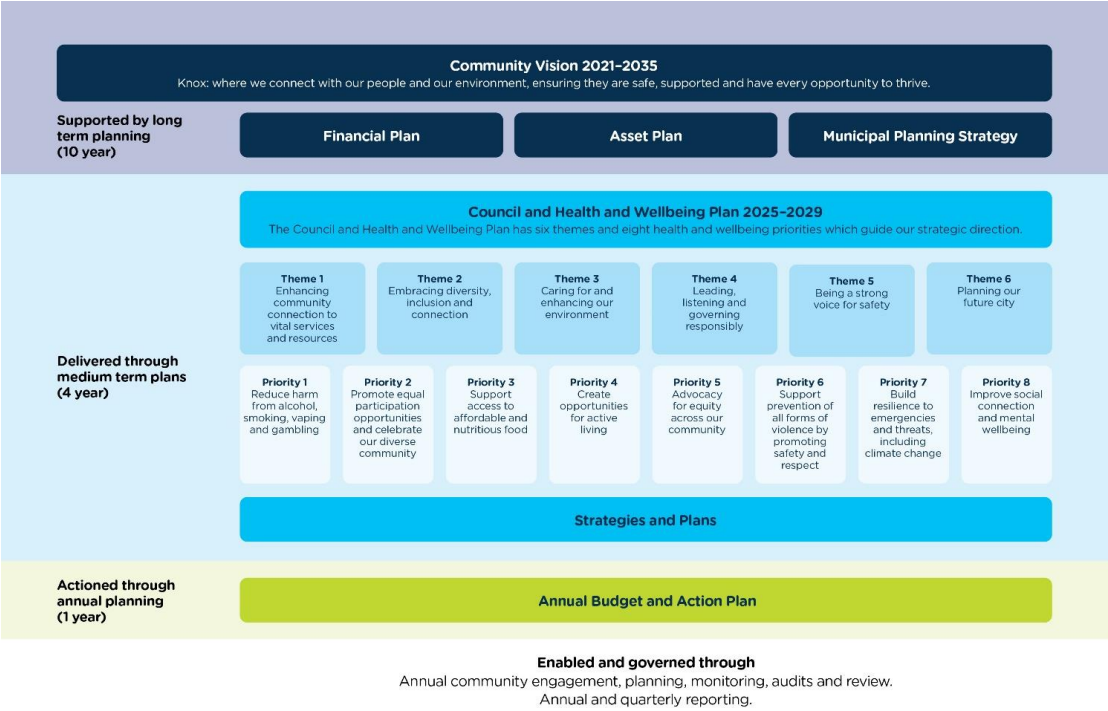 Community Vision 2021–2035
Knox: where we connect with our people and our environment, ensuring they are safe, supported and have every opportunity to thrive.
Supported by long
term planning
(10 year)
Financial Plan
Asset Plan
Municipal Planning Strategy
Council and Health and Wellbeing Plan 2025–2029
The Council and Health and Wellbeing Plan has six themes and eight health and wellbeing priorities which guide our strategic direction.
Delivered through
medium term plans
(4 year)
Theme 1
Enhancing
community
connection to
vital services
and resources
Theme 2
Embracing diversity,
inclusion and
connection
Theme 3
Caring for and
enhancing our
environment
Theme 4
Leading,
listening and
governing
responsibly
Theme 5
Being a strong
voice for safety
Theme 6
Planning our
future city
Priority 1
Reduce harm
from alcohol,
smoking, vaping
and gambling
Priority 2
Promote equal
participation
opportunities
and celebrate
our diverse
community
Priority 3
Support
access to
affordable and
nutritious food
Priority 4
Create
opportunities
for active
living
Priority 5
Advocacy
for equity
across our
community
Priority 6
Support
prevention of
all forms of
violence by
promoting
safety and
respect
Priority 7
Build
resilience to
emergencies
and threats,
including
climate change
Priority 8
Improve social
connection
and mental
wellbeing
Strategies and Plans
Actioned through
annual planning
(1 year)
Annual Budget and Action Plan
Enabled and governed through
Annual community engagement, planning, monitoring, audits and review.
Annual and quarterly reporting.